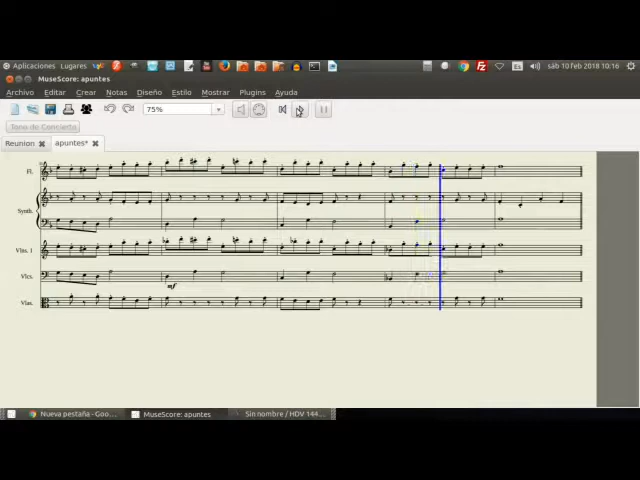 Aplicaciones Lugares Es sáb 10 feb 2018 10:16
MuseScore: apuntes
Archivo Editar Crear Notas Diseño Estilo Mostrar Plugins Ayuda
75%
Tono de Concierto
Reunion apuntes*
Fl.
Synth.
Vlns. 1
Vlcs.
mf
Vlas.
Nueva pestaña - Goo... MuseScore: apuntes Sin nombre / HDV 144...